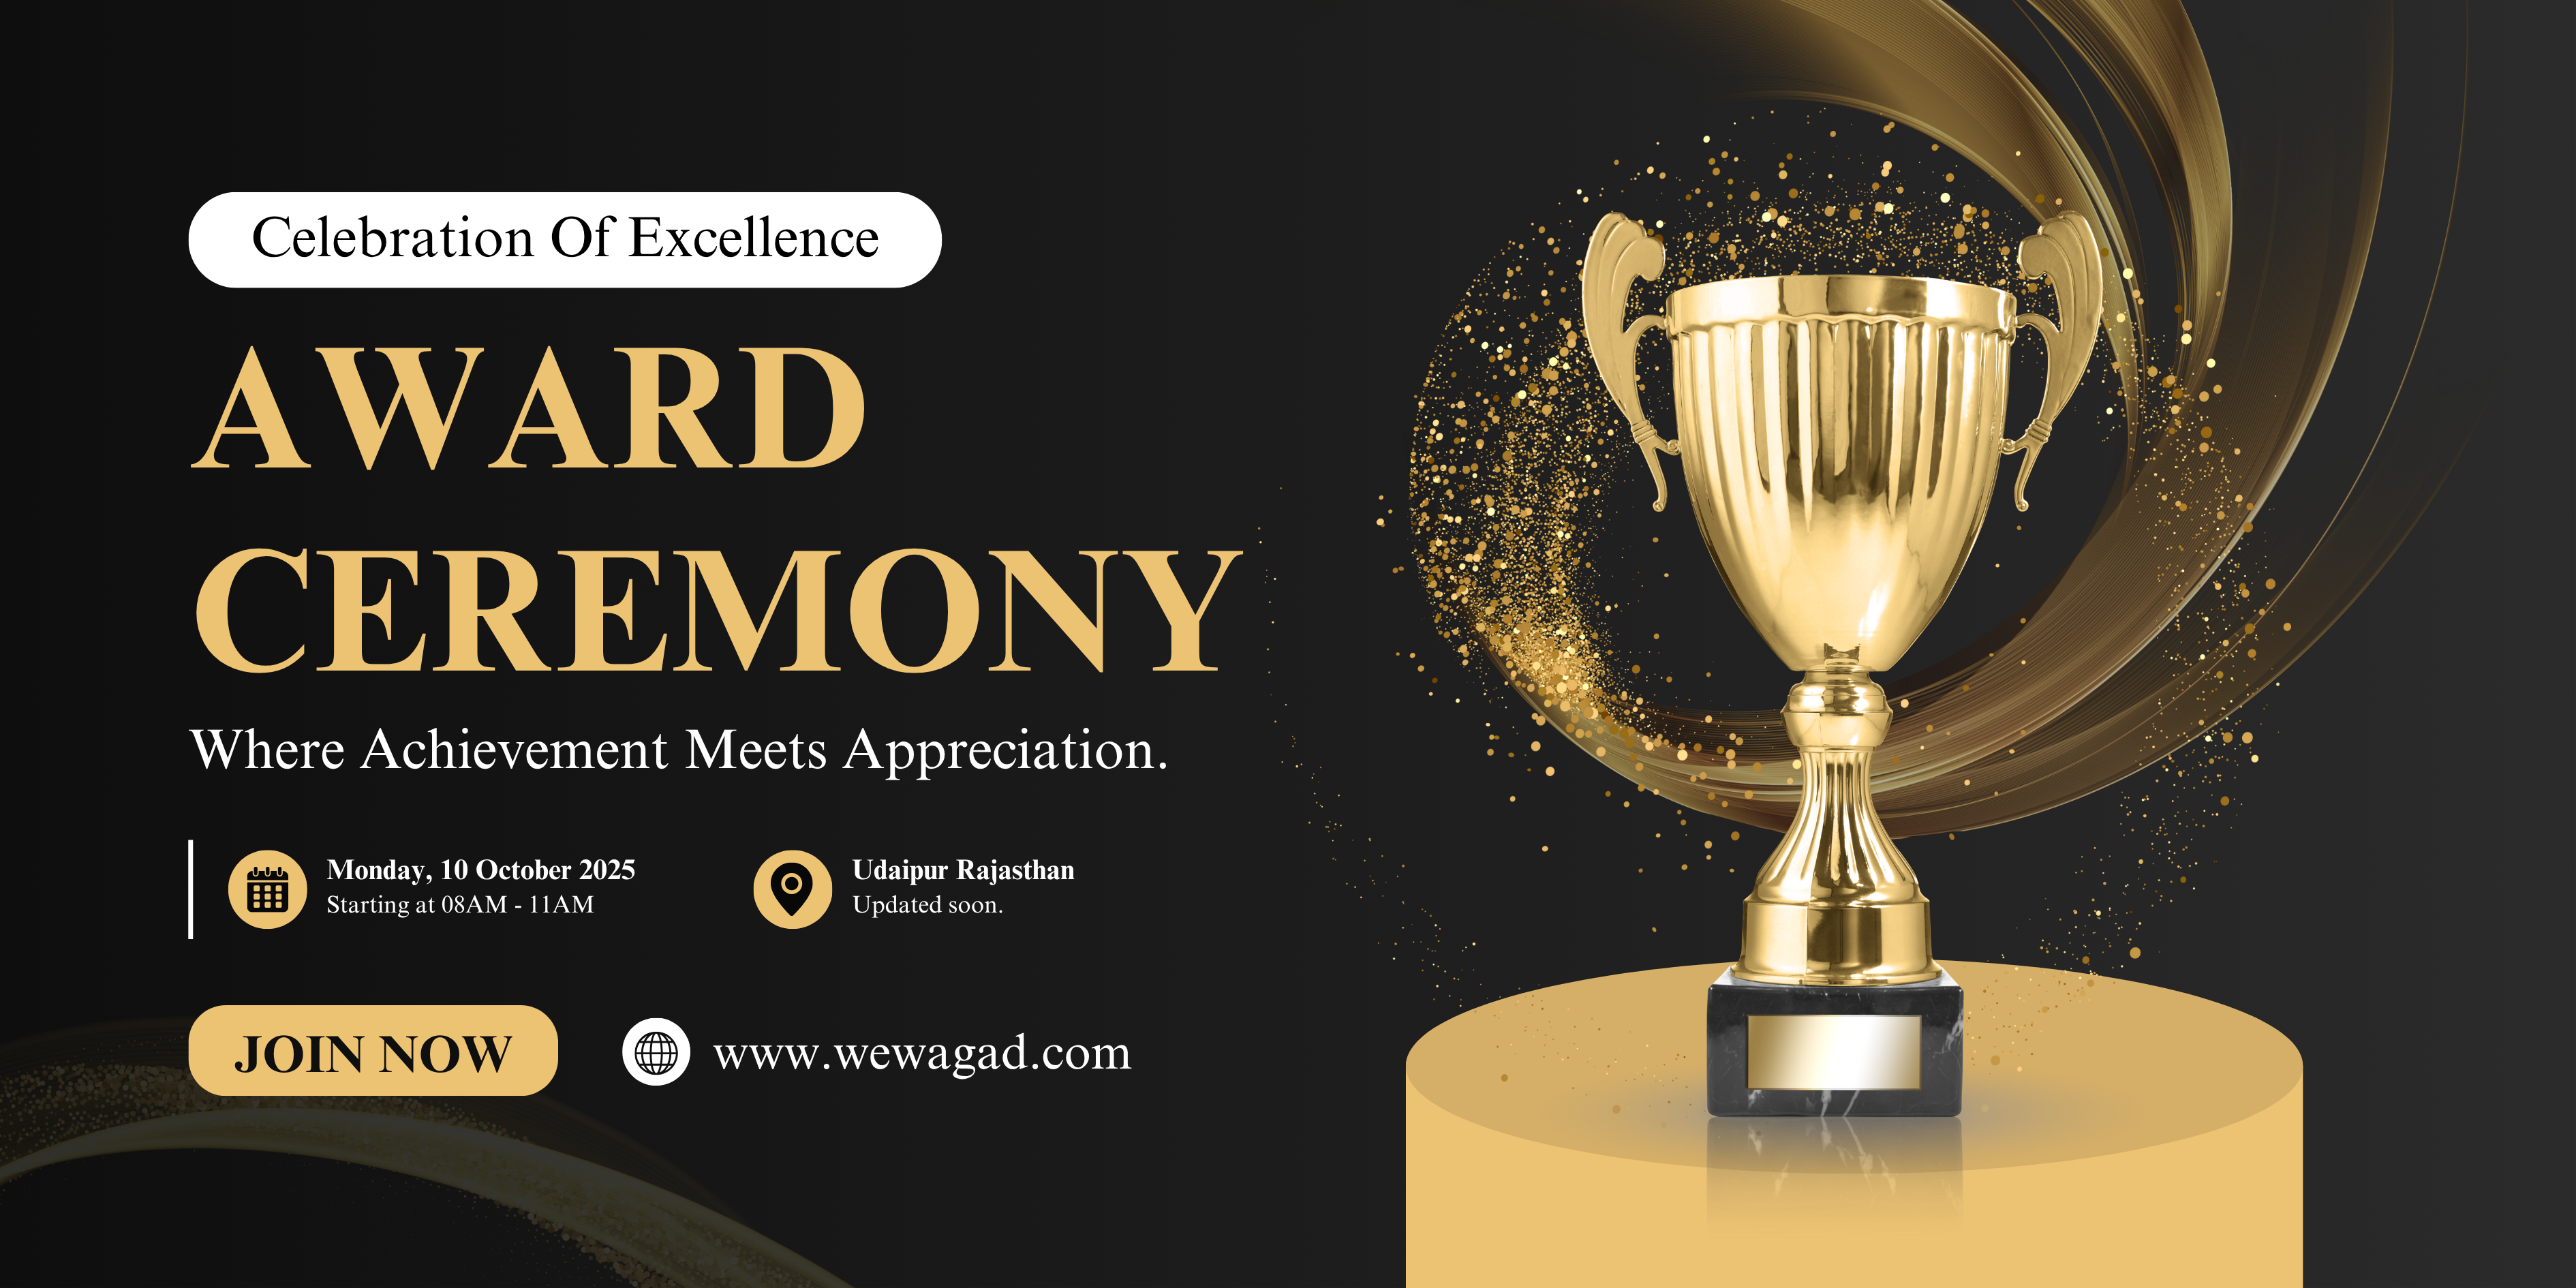 Celebration Of Excellence
AWARD
CEREMONY
Where Achievement Meets Appreciation.
Monday, 10 October 2025
Starting at 08AM - 11AM
Udaipur Rajasthan
Updated soon.
JOIN NOW
www.wewagad.com